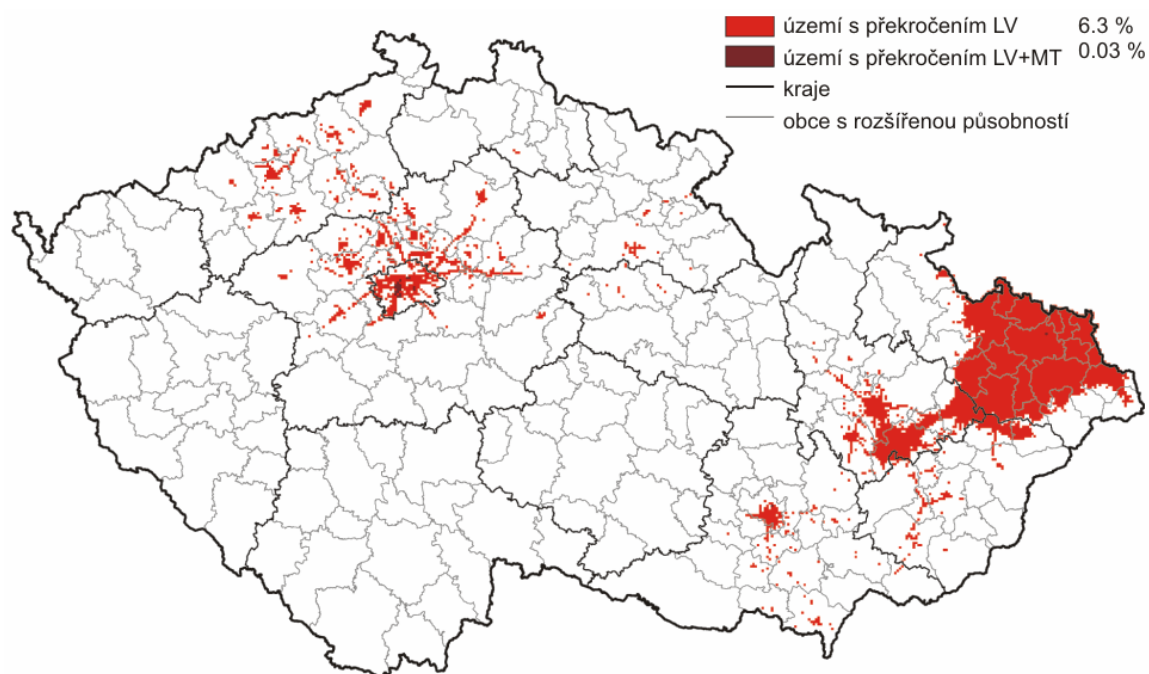 území s překročením LV 6.3 %
území s překročením LV+MT 0.03 %
kraje
obce s rozšířenou působností